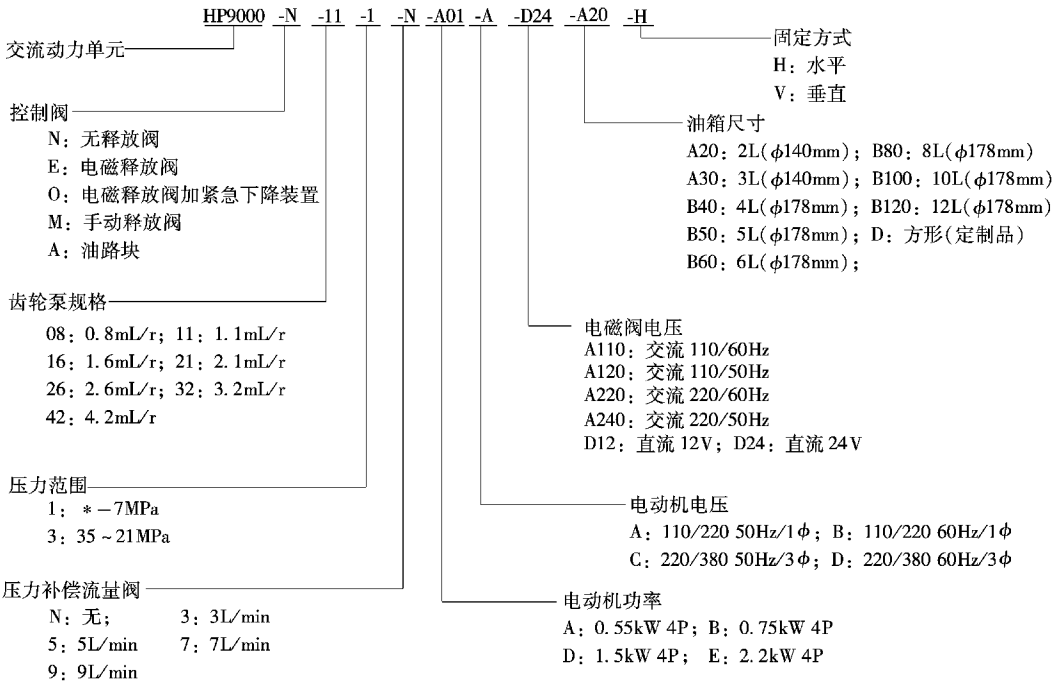 HP9000 -N -11 -1 -N -A01 -A -D24 -A20 -H
交流动力单元
控制阀
N：无释放阀
E：电磁释放阀
O：电磁释放阀加紧急下降装置
M：手动释放阀
A：油路块
齿轮泵规格
08：0.8mL/r；11：1.1mL/r
16：1.6mL/r；21：2.1mL/r
26：2.6mL/r；32：3.2mL/r
42：4.2mL/r
压力范围
1：*－7MPa
3：35～21MPa
压力补偿流量阀
N：无； 3：3L/min
5：5L/min 7：7L/min
9：9L/min
固定方式
H：水平
V：垂直
油箱尺寸
A20：2L(ϕ140mm)；B80：8L(ϕ178mm)
A30：3L(ϕ140mm)；B100：10L(ϕ178mm)
B40：4L(ϕ178mm)；B120：12L(ϕ178mm)
B50：5L(ϕ178mm)；D：方形(定制品)
B60：6L(ϕ178mm)；
电磁阀电压
A110：交流 110/60Hz
A120：交流 110/50Hz
A220：交流 220/60Hz
A240：交流 220/50Hz
D12：直流 12V；D24：直流 24V
电动机电压
A：110/220 50Hz/1ϕ；B：110/220 60Hz/1ϕ
C：220/380 50Hz/3ϕ；D：220/380 60Hz/3ϕ
电动机功率
A：0.55kW 4P；B：0.75kW 4P
D：1.5kW 4P； E：2.2kW 4P